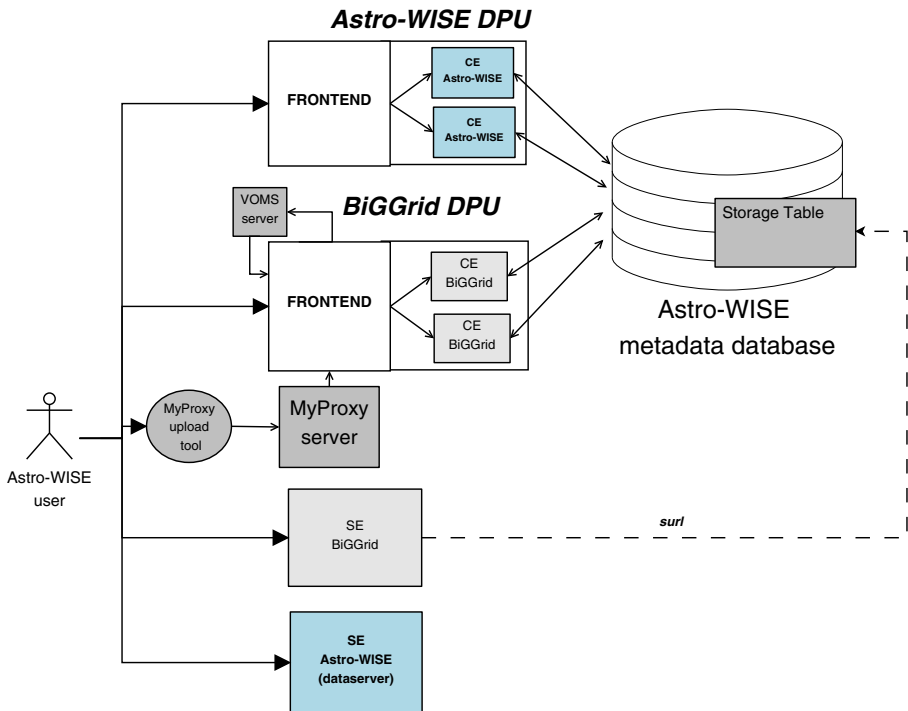 Astro-WISE DPU
CE
Astro-WISE
FRONTEND
CE
Astro-WISE
VOMS
server
BiGGrid DPU
Storage Table
CE
BiGGrid
FRONTEND
CE
BiGGrid
Astro-WISE
metadata database
MyProxy
upload
tool
MyProxy
server
Astro-WISE
user
SE
BiGGrid
surl
SE
Astro-WISE
(dataserver)